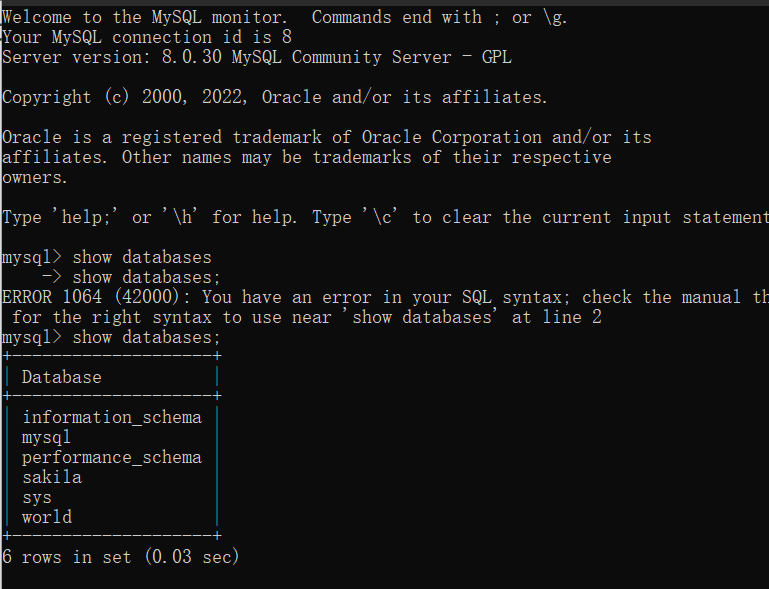 Welcome to the MySQL monitor.  Commands end with ; or \g.
Your MySQL connection id is 8
Server version: 8.0.30 MySQL Community Server - GPL
Copyright (c) 2000, 2022, Oracle and/or its affiliates.
Oracle is a registered trademark of Oracle Corporation and/or its
affiliates. Other names may be trademarks of their respective
owners.
Type 'help;' or '\h' for help. Type '\c' to clear the current input statement
mysql> show databases
    -> show databases;
ERROR 1064 (42000): You have an error in your SQL syntax; check the manual th
 for the right syntax to use near 'show databases' at line 2
mysql> show databases;
+--------------------+
| Database           |
+--------------------+
| information_schema |
| mysql              |
| performance_schema |
| sakila             |
| sys                |
| world              |
+--------------------+
6 rows in set (0.03 sec)